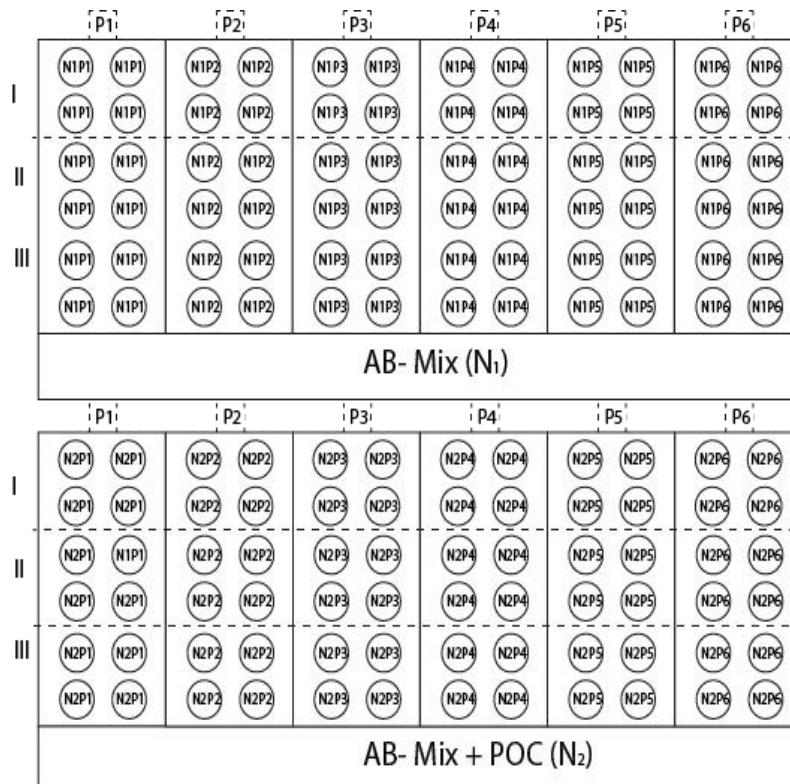 P1 P2 P3 P4 P5 P6
I
N1P1 N1P1 N1P2 N1P2 N1P3 N1P3 N1P4 N1P4 N1P5 N1P5 N1P6 N1P6
N1P1 N1P1 N1P2 N1P2 N1P3 N1P3 N1P4 N1P4 N1P5 N1P5 N1P6 N1P6
II
N1P1 N1P1 N1P2 N1P2 N1P3 N1P3 N1P4 N1P4 N1P5 N1P5 N1P6 N1P6
N1P1 N1P1 N1P2 N1P2 N1P3 N1P3 N1P4 N1P4 N1P5 N1P5 N1P6 N1P6
III
N1P1 N1P1 N1P2 N1P2 N1P3 N1P3 N1P4 N1P4 N1P5 N1P5 N1P6 N1P6
N1P1 N1P1 N1P2 N1P2 N1P3 N1P3 N1P4 N1P4 N1P5 N1P5 N1P6 N1P6
AB- Mix (N₁)
P1 P2 P3 P4 P5 P6
I
N2P1 N2P1 N2P2 N2P2 N2P3 N2P3 N2P4 N2P4 N2P5 N2P5 N2P6 N2P6
N2P1 N2P1 N2P2 N2P2 N2P3 N2P3 N2P4 N2P4 N2P5 N2P5 N2P6 N2P6
II
N2P1 N1P1 N2P2 N2P2 N2P3 N2P3 N2P4 N2P4 N2P5 N2P5 N2P6 N2P6
N2P1 N2P1 N2P2 N2P2 N2P3 N2P3 N2P4 N2P4 N2P5 N2P5 N2P6 N2P6
III
N2P1 N2P1 N2P2 N2P2 N2P3 N2P3 N2P4 N2P4 N2P5 N2P5 N2P6 N2P6
N2P1 N2P1 N2P2 N2P2 N2P3 N2P3 N2P4 N2P4 N2P5 N2P5 N2P6 N2P6
AB- Mix + POC (N₂)